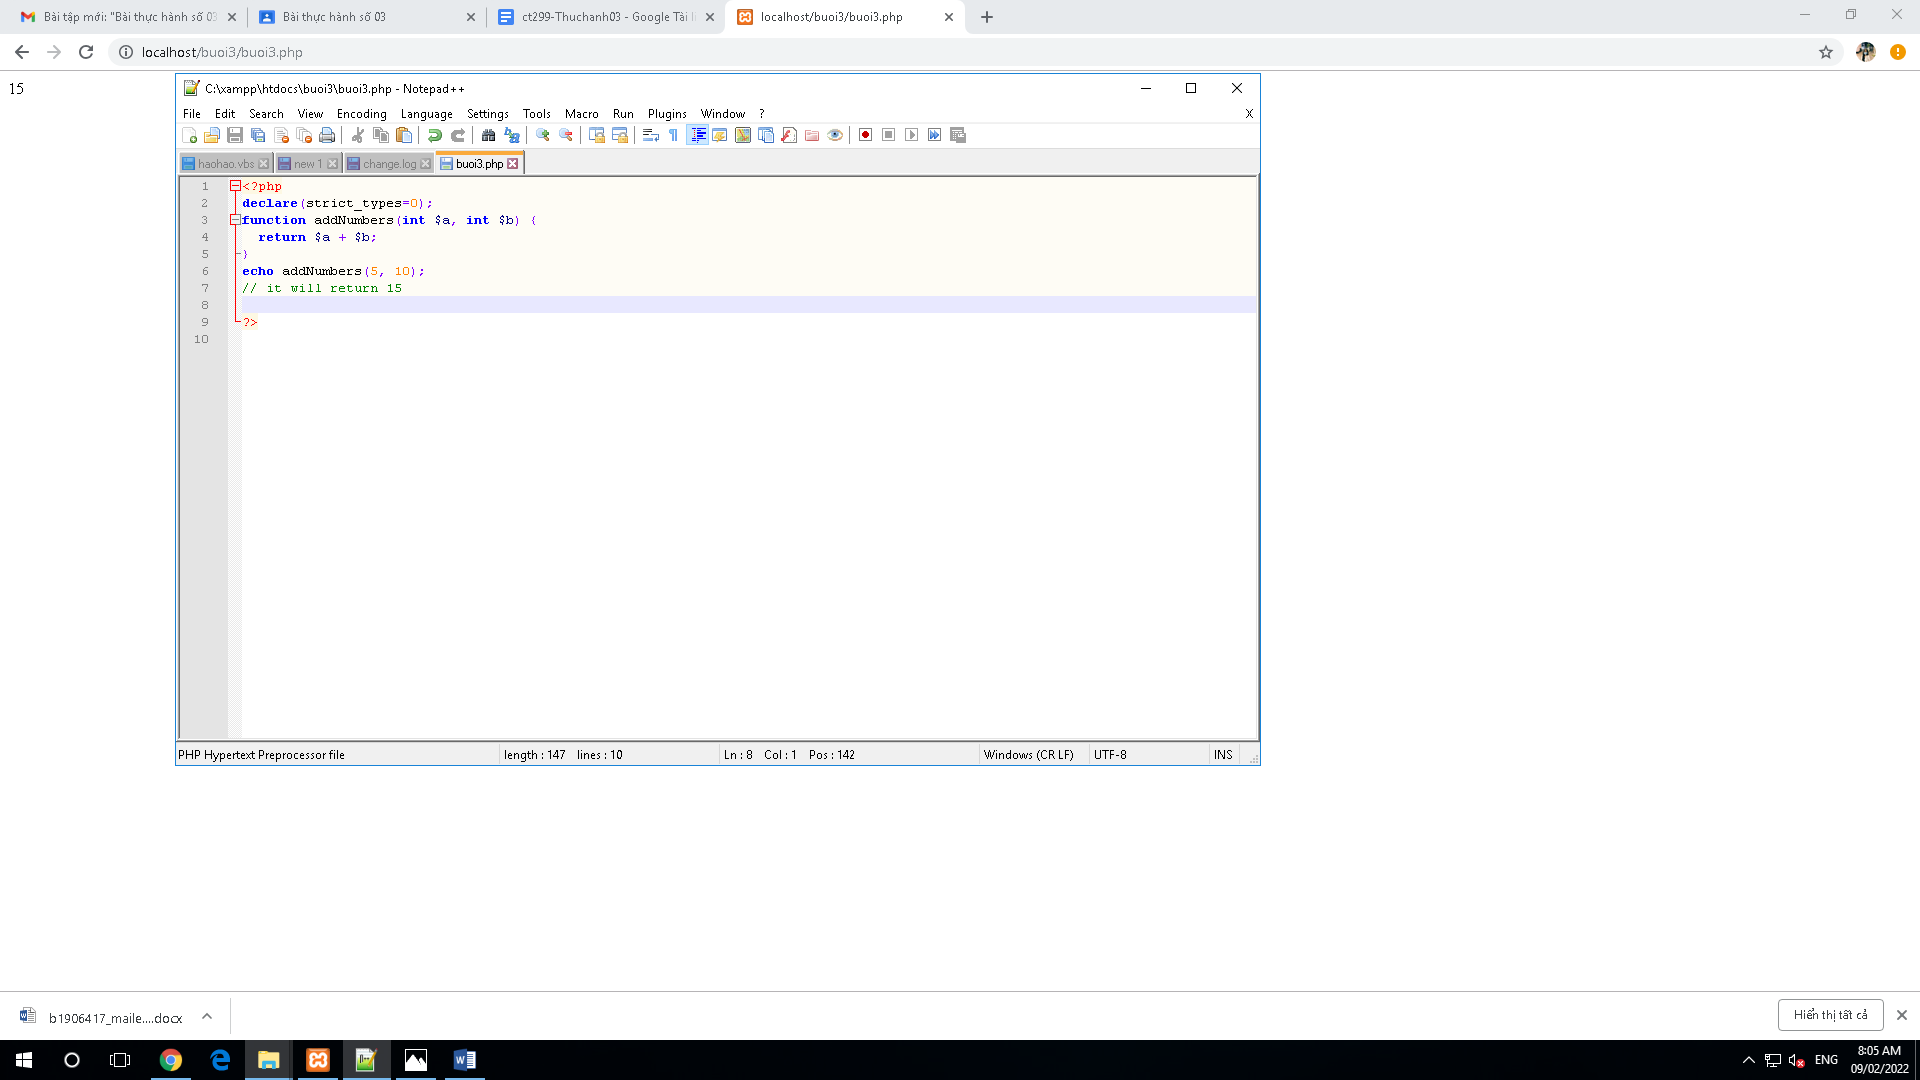 Bài tập mới: "Bài thực hành số 03
Bài thực hành số 03
ct299-Thuchanh03 - Google Tài li
localhost/buoi3/buoi3.php
localhost/buoi3/buoi3.php
15
C:\xampp\htdocs\buoi3\buoi3.php - Notepad++
File Edit Search View Encoding Language Settings Tools Macro Run Plugins Window ? X
haohao.vbs new 1 change.log buoi3.php
1 <?php
2 declare(strict_types=0);
3 function addNumbers(int $a, int $b) {
4 return $a + $b;
5 }
6 echo addNumbers(5, 10);
7 // it will return 15
8
9 ?>
10
PHP Hypertext Preprocessor file length : 147 lines : 10 Ln : 8 Col : 1 Pos : 142 Windows (CR LF) UTF-8 INS
b1906417_maile....docx
Hiển thị tất cả
ENG
8:05 AM
09/02/2022